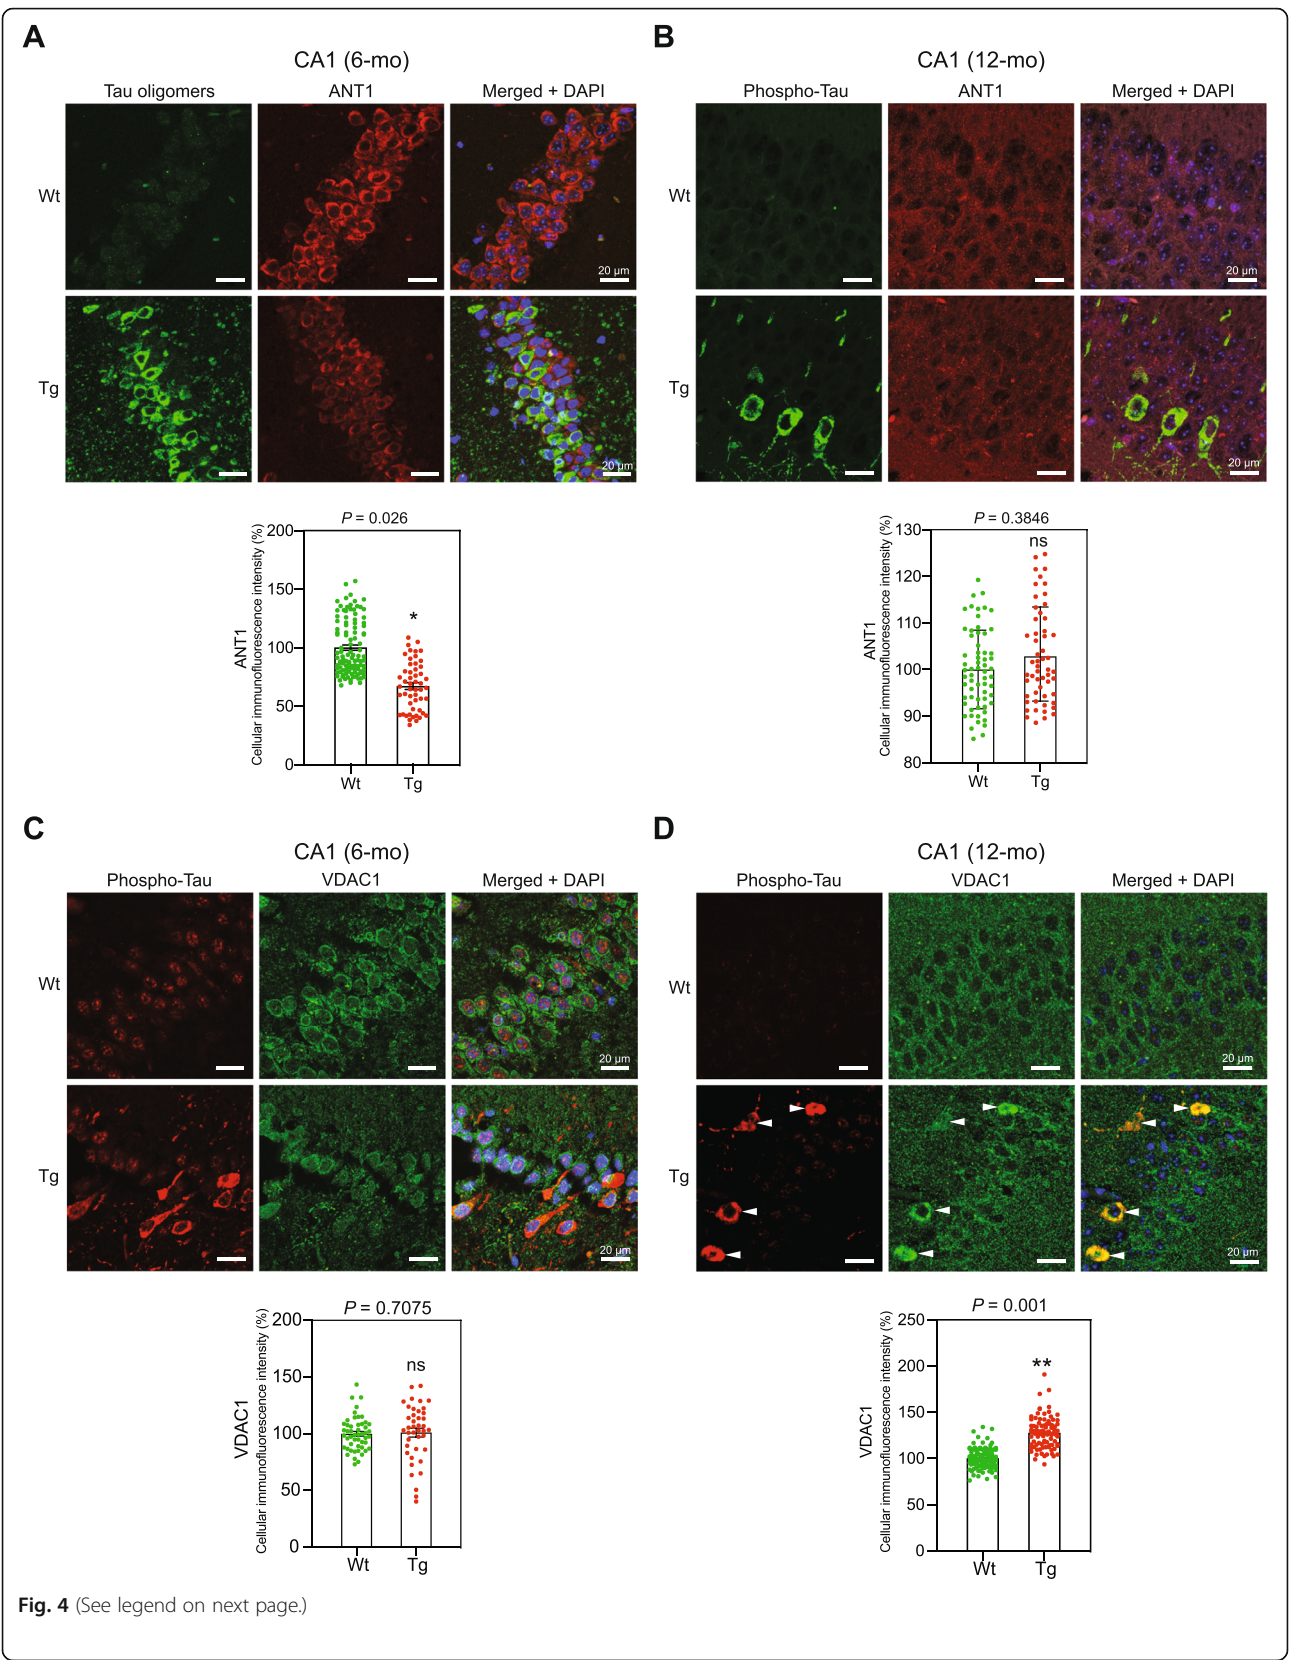 A
CA1 (6-mo)
Tau oligomers ANT1 Merged + DAPI
Wt
20 µm
Tg
20 µm
P = 0.026
ANT1
Cellular immunofluorescence intensity (%)
200
150
100
50
0
*
Wt Tg
B
CA1 (12-mo)
Phospho-Tau ANT1 Merged + DAPI
Wt
20 µm
Tg
20 µm
P = 0.3846
ns
ANT1
Cellular immunofluorescence intensity (%)
130
120
110
100
90
80
Wt Tg
C
CA1 (6-mo)
Phospho-Tau VDAC1 Merged + DAPI
Wt
20 µm
Tg
20 µm
P = 0.7075
ns
VDAC1
Cellular immunofluorescence intensity (%)
200
150
100
50
0
Wt Tg
D
CA1 (12-mo)
Phospho-Tau VDAC1 Merged + DAPI
Wt
20 µm
Tg
20 µm
P = 0.001
**
VDAC1
Cellular immunofluorescence intensity (%)
250
200
150
100
50
0
Wt Tg
Fig. 4 (See legend on next page.)